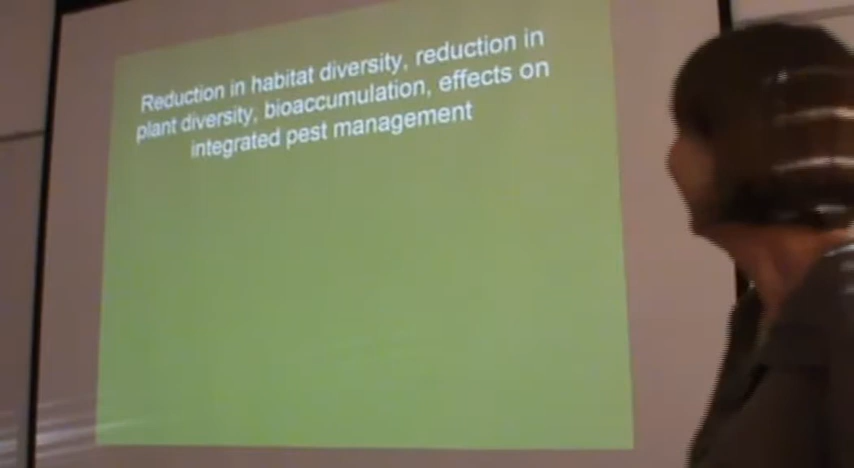 Reduction in habitat diversity, reduction in
plant diversity, bioaccumulation, effects on
integrated pest management